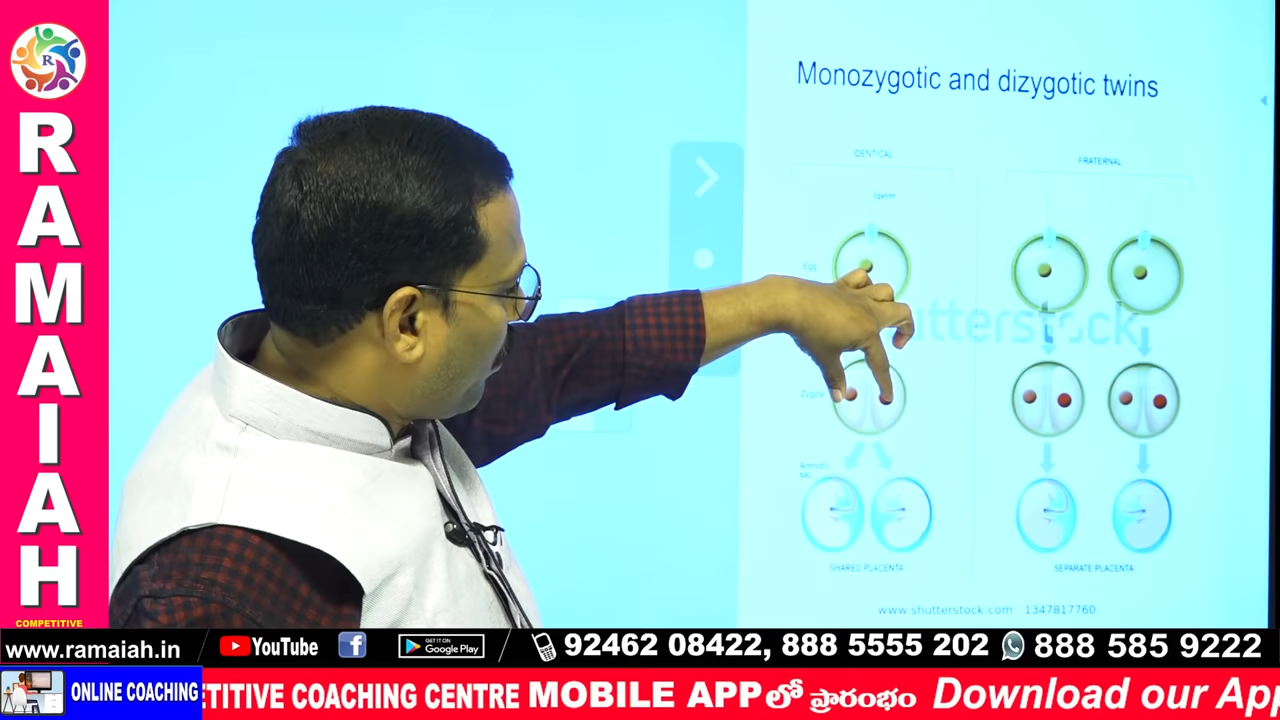 R
RAMAIAH
COMPETITIVE
Monozygotic and dizygotic twins
IDENTICAL
FRATERNAL
Sperm
Egg
Zygote
Amniotic
sac
shutterstock
SHARED PLACENTA
SEPARATE PLACENTA
www.shutterstock.com · 1347817760
www.ramaiah.in
YouTube
f
GET IT ON
Google Play
92462 08422, 888 5555 202
888 585 9222
ONLINE COACHING
ETITIVE COACHING CENTRE MOBILE APP లో ప్రారంభం Download our App